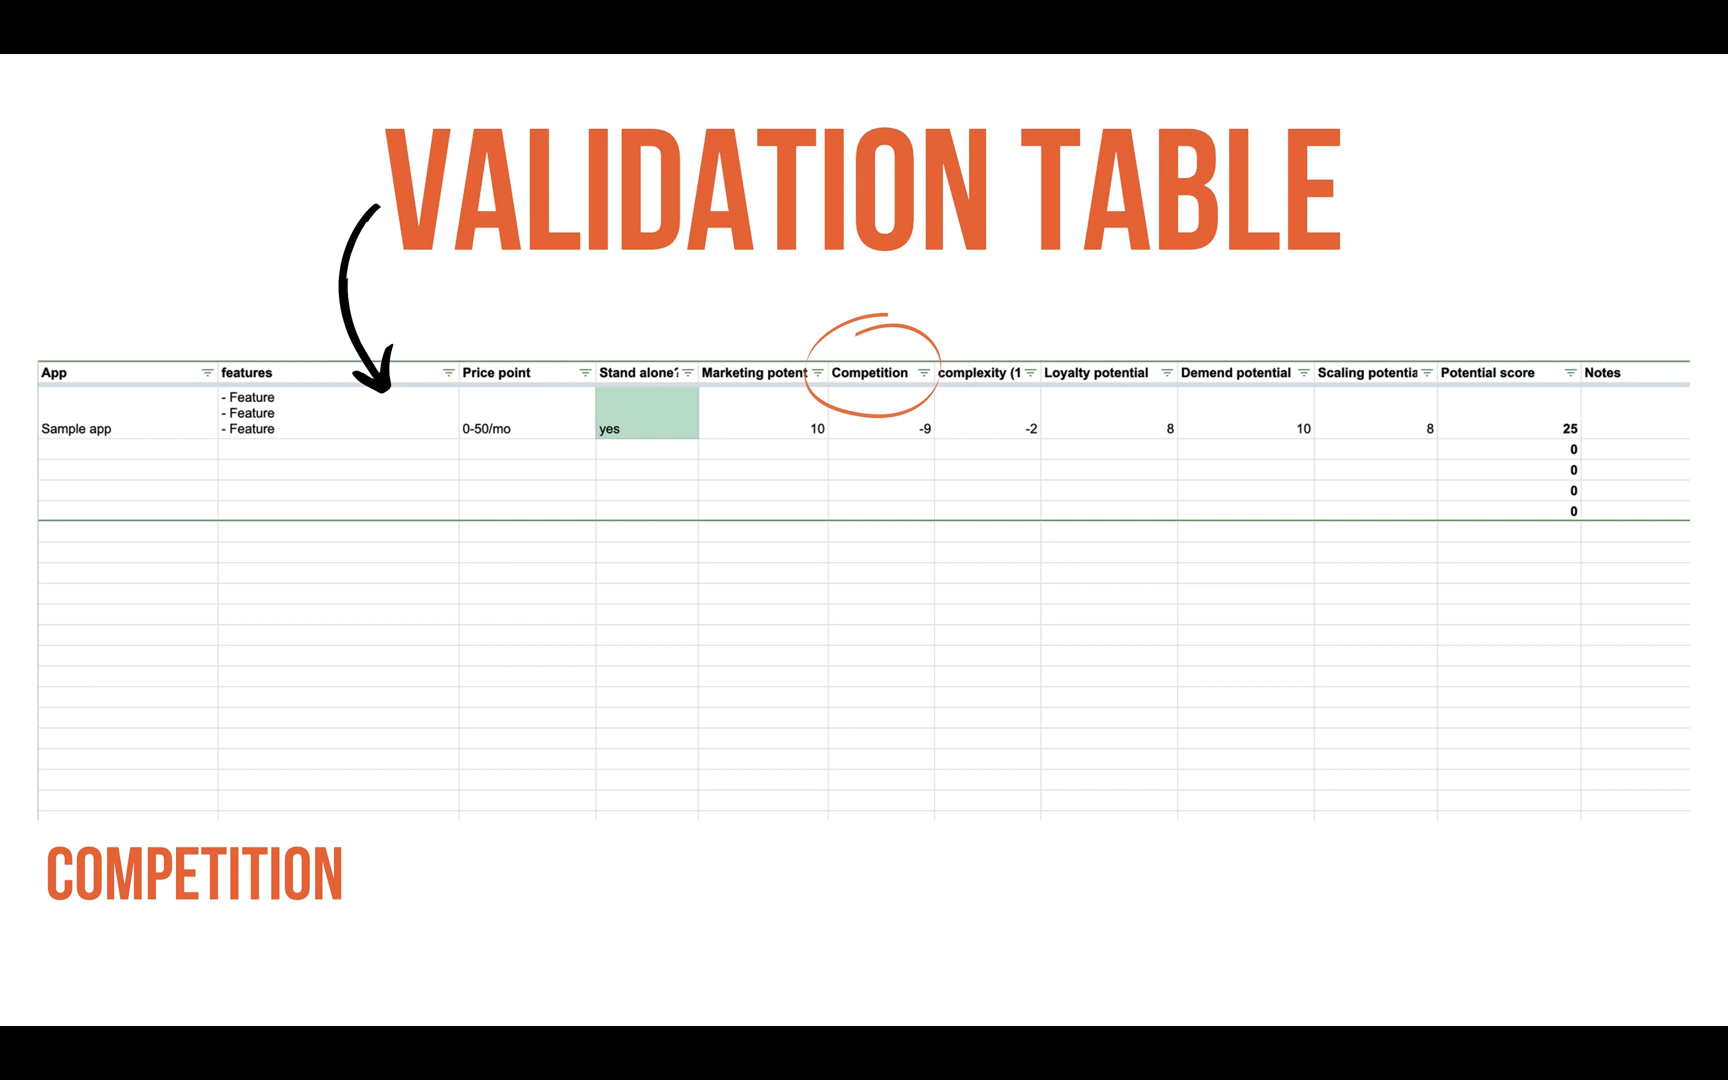 VALIDATION TABLE
App features Price point Stand alone? Marketing potent Competition complexity (1 Loyalty potential Demend potential Scaling potentia Potential score Notes
- Feature
- Feature
Sample app - Feature 0-50/mo yes 10 -9 -2 8 10 8 25
0
0
0
0
COMPETITION